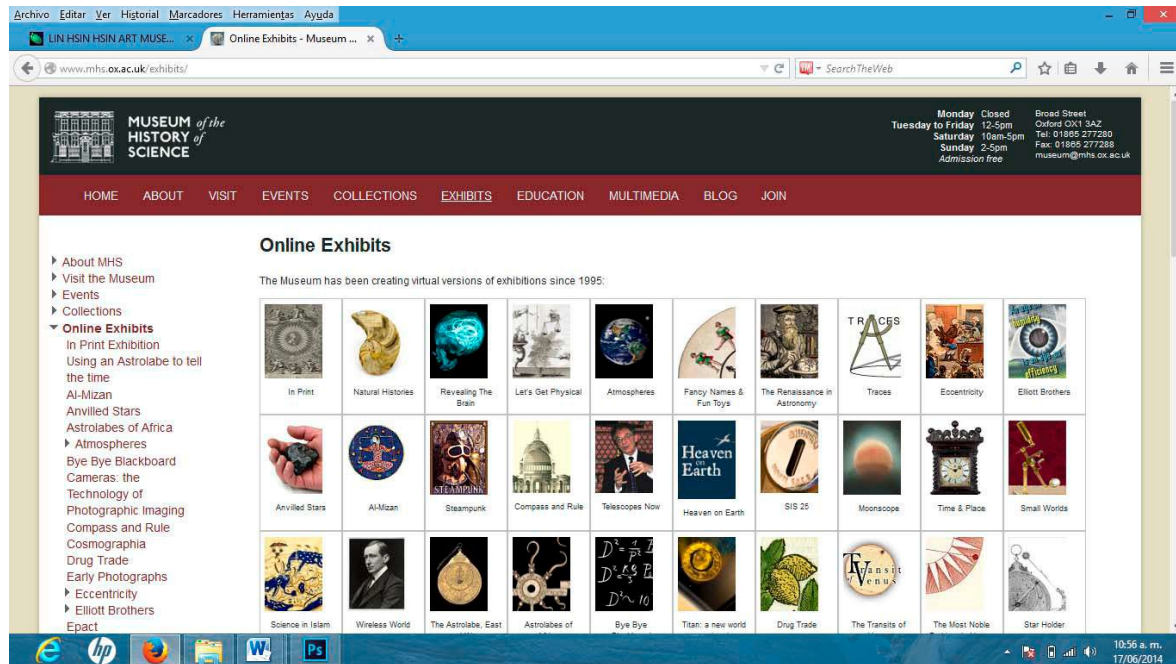 Archivo Editar Ver Historial Marcadores Herramientas Ayuda
LIN HSIN HSIN ART MUSE...
Online Exhibits - Museum ...
www.mhs.ox.ac.uk/exhibits/
SearchTheWeb
MUSEUM of the
HISTORY of
SCIENCE
Monday Closed
Tuesday to Friday 12-5pm
Saturday 10am-5pm
Sunday 2-5pm
Admission free
Broad Street
Oxford OX1 3AZ
Tel: 01865 277280
Fax: 01865 277288
museum@mhs.ox.ac.uk
HOME ABOUT VISIT EVENTS COLLECTIONS EXHIBITS EDUCATION MULTIMEDIA BLOG JOIN
About MHS
Visit the Museum
Events
Collections
Online Exhibits
In Print Exhibition
Using an Astrolabe to tell
the time
Al-Mizan
Anvilled Stars
Astrolabes of Africa
Atmospheres
Bye Bye Blackboard
Cameras: the
Technology of
Photographic Imaging
Compass and Rule
Cosmographia
Drug Trade
Early Photographs
Eccentricity
Elliott Brothers
Epact
Online Exhibits
The Museum has been creating virtual versions of exhibitions since 1995:
TRACES
humidity
efficiency
In Print
Natural Histories
Revealing The
Brain
Let's Get Physical
Atmospheres
Fancy Names &
Fun Toys
The Renaissance in
Astronomy
Traces
Eccentricity
Elliott Brothers
STEAMPUNK
Heaven
on
Earth
Anvilled Stars
Al-Mizan
Steampunk
Compass and Rule
Telescopes Now
Heaven on Earth
SIS 25
Moonscope
Time & Place
Small Worlds
Transit
of Venus
Science in Islam
Wireless World
The Astrolabe, East
Astrolabes of
Bye Bye
Titan: a new world
Drug Trade
The Transits of
The Most Noble
Star Holder
hp
W
Ps
10:56 a. m.
17/06/2014